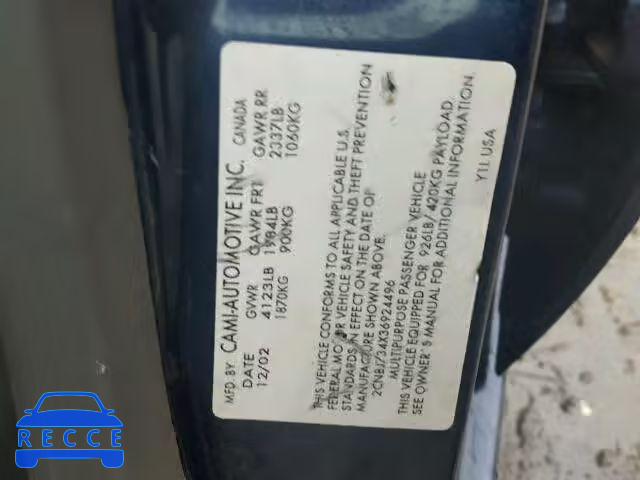 MFD. BY CAMI-AUTOMOTIVE INC. CANADA
DATE GVWR GAWR FRT GAWR RR
12/02 4123LB 1984LB 2337LB
1870KG 900KG 1060KG
THIS VEHICLE CONFORMS TO ALL APPLICABLE U.S.
FEDERAL MOTOR VEHICLE SAFETY AND THEFT PREVENTION
STANDARDS IN EFFECT ON THE DATE OF
MANUFACTURE SHOWN ABOVE.
2CNBJ734X36924496
MULTIPURPOSE PASSENGER VEHICLE
THIS VEHICLE EQUIPPED FOR 926LB/ 420KG PAYLOAD.
SEE OWNER'S MANUAL FOR ADDITIONAL INFORMATION.
Y1L USA
RECCE